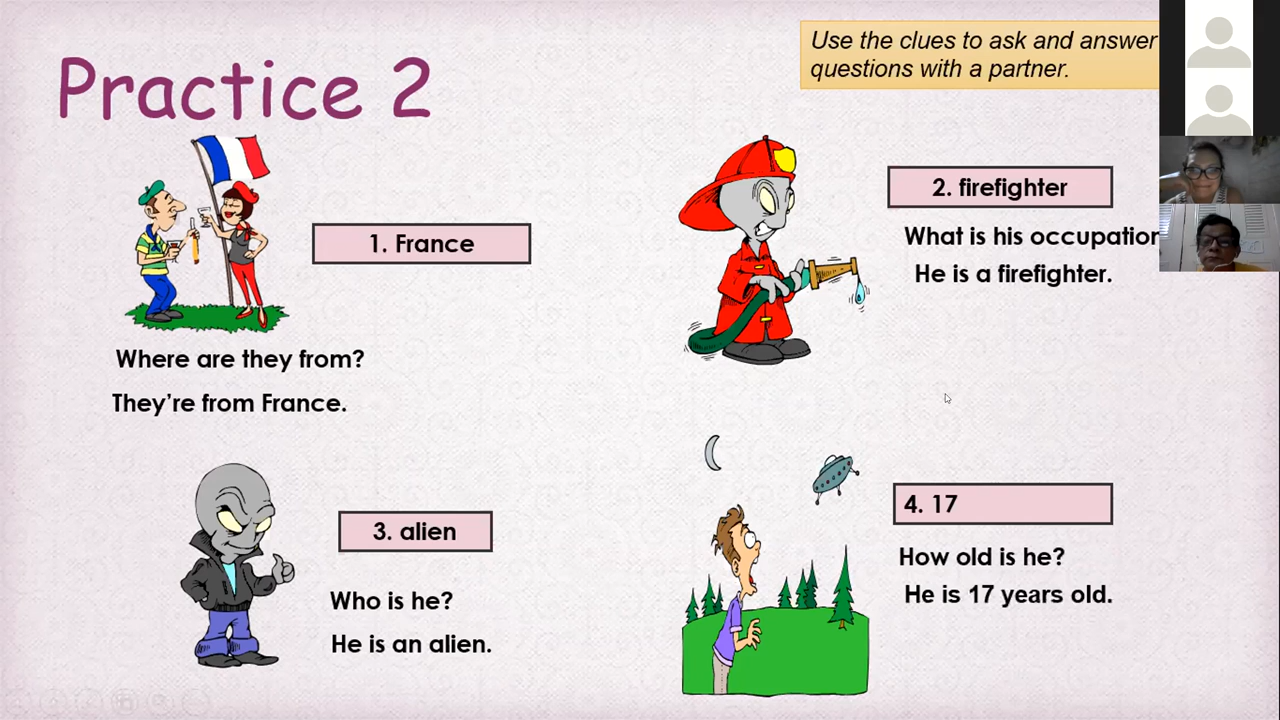 Practice 2
Use the clues to ask and answer
questions with a partner.
1. France
Where are they from?
They’re from France.
2. firefighter
What is his occupation
He is a firefighter.
3. alien
Who is he?
He is an alien.
4. 17
How old is he?
He is 17 years old.